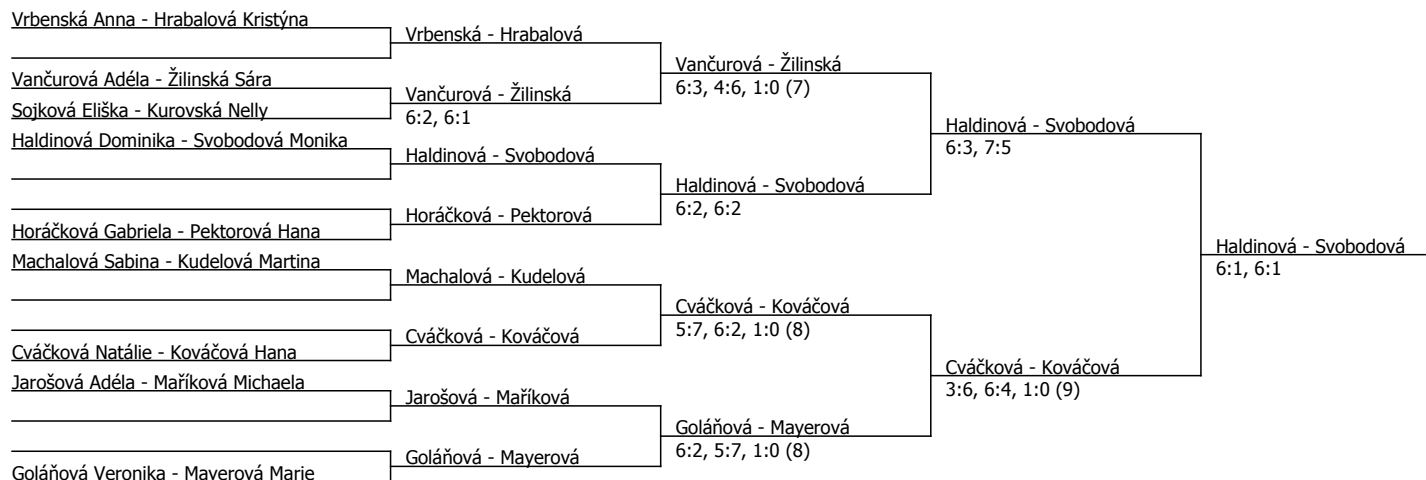 Vrbenská Anna - Hrabalová Kristýna
Vančurová Adéla - Žilinská Sára
Sojková Eliška - Kurovská Nelly
Haldinová Dominika - Svobodová Monika
Horáčková Gabriela - Pektorová Hana
Machalová Sabina - Kudelová Martina
Cváčková Natálie - Kováčová Hana
Jarošová Adéla - Maříková Michaela
Goláňová Veronika - Mayerová Marie
Vrbenská - Hrabalová
Vančurová - Žilinská
6:2, 6:1
Haldinová - Svobodová
Horáčková - Pektorová
Machalová - Kudelová
Cváčková - Kováčová
Jarošová - Maříková
Goláňová - Mayerová
Vančurová - Žilinská
6:3, 4:6, 1:0 (7)
Haldinová - Svobodová
6:2, 6:2
Cváčková - Kováčová
5:7, 6:2, 1:0 (8)
Goláňová - Mayerová
6:2, 5:7, 1:0 (8)
Haldinová - Svobodová
6:3, 7:5
Cváčková - Kováčová
3:6, 6:4, 1:0 (9)
Haldinová - Svobodová
6:1, 6:1